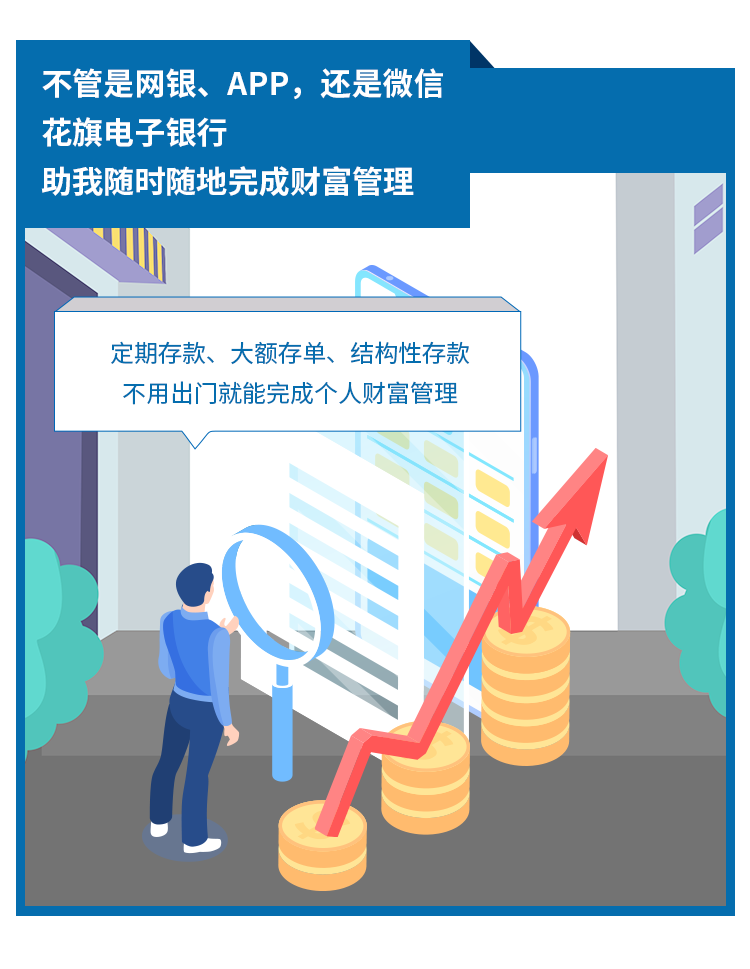 不管是网银、APP，还是微信
花旗电子银行
助我随时随地完成财富管理
定期存款、大额存单、结构性存款
不用出门就能完成个人财富管理